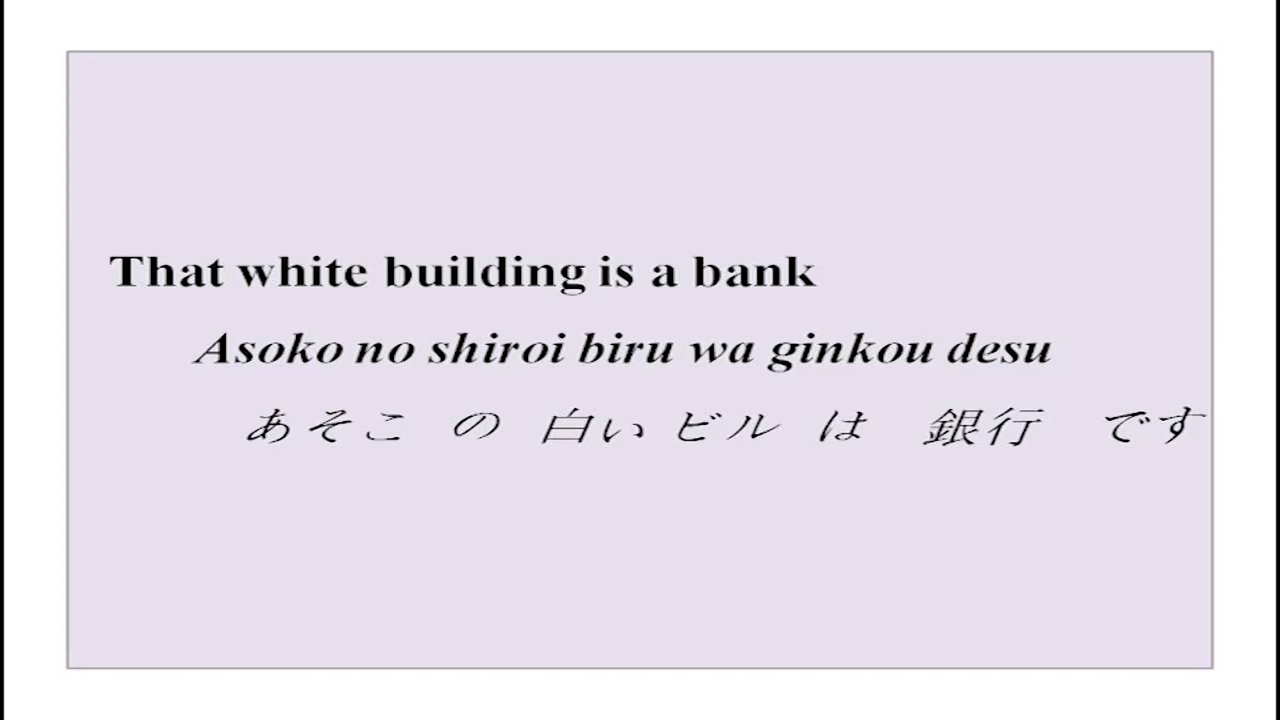 That white building is a bank
Asoko no shiroi biru wa ginkou desu
あそこ の 白い ビル は 銀行 です